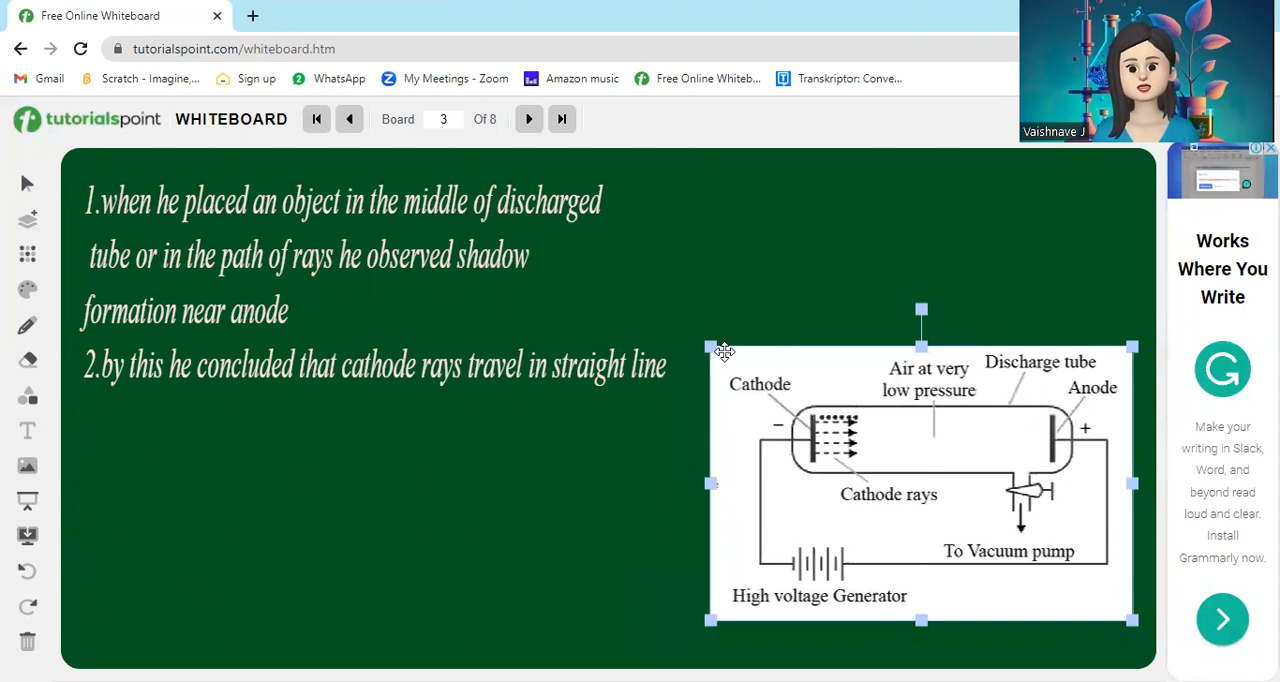 Free Online Whiteboard
tutorialspoint.com/whiteboard.htm
Gmail
Scratch - Imagine,...
Sign up
2 WhatsApp
Z My Meetings - Zoom
Amazon music
Free Online Whiteb...
T Transkriptor: Conve...
Vaishnave J
tutorialspoint WHITEBOARD Board 3 Of 8
1.when he placed an object in the middle of discharged
tube or in the path of rays he observed shadow
formation near anode
2.by this he concluded that cathode rays travel in straight line
Cathode
Air at very
low pressure
Discharge tube
Anode
−
+
Cathode rays
To Vacuum pump
High voltage Generator
Works
Where You
Write
G
Make your
writing in Slack,
Word, and
beyond read
loud and clear.
Install
Grammarly now.